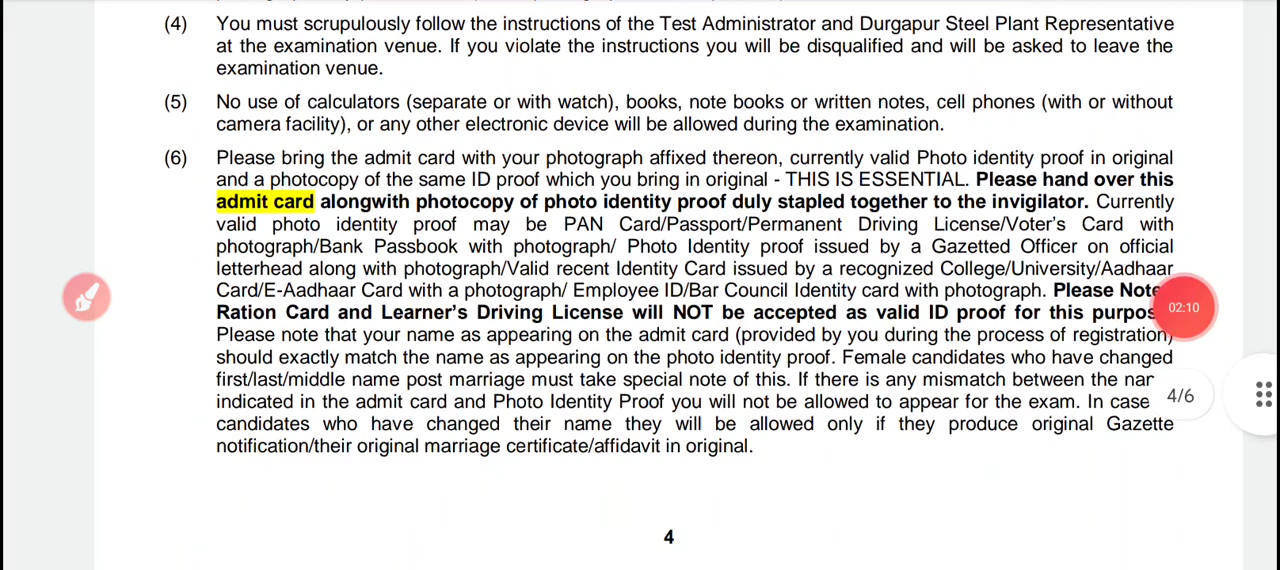 (4) You must scrupulously follow the instructions of the Test Administrator and Durgapur Steel Plant Representative
at the examination venue. If you violate the instructions you will be disqualified and will be asked to leave the
examination venue.
(5) No use of calculators (separate or with watch), books, note books or written notes, cell phones (with or without
camera facility), or any other electronic device will be allowed during the examination.
(6) Please bring the admit card with your photograph affixed thereon, currently valid Photo identity proof in original
and a photocopy of the same ID proof which you bring in original - THIS IS ESSENTIAL. Please hand over this
admit card alongwith photocopy of photo identity proof duly stapled together to the invigilator. Currently
valid photo identity proof may be PAN Card/Passport/Permanent Driving License/Voter's Card with
photograph/Bank Passbook with photograph/ Photo Identity proof issued by a Gazetted Officer on official
letterhead along with photograph/Valid recent Identity Card issued by a recognized College/University/Aadhaar
Card/E-Aadhaar Card with a photograph/ Employee ID/Bar Council Identity card with photograph. Please Note
Ration Card and Learner's Driving License will NOT be accepted as valid ID proof for this
02:10
Please note that your name as appearing on the admit card (provided by you during the process of registration)
should exactly match the name as appearing on the photo identity proof. Female candidates who have changed
first/last/middle name post marriage must take special note of this. If there is any mismatch between the
indicated in the admit card and Photo Identity Proof you will not be allowed to appear for the exam. In case
4/6
candidates who have changed their name they will be allowed only if they produce original Gazette
notification/their original marriage certificate/affidavit in original.
4